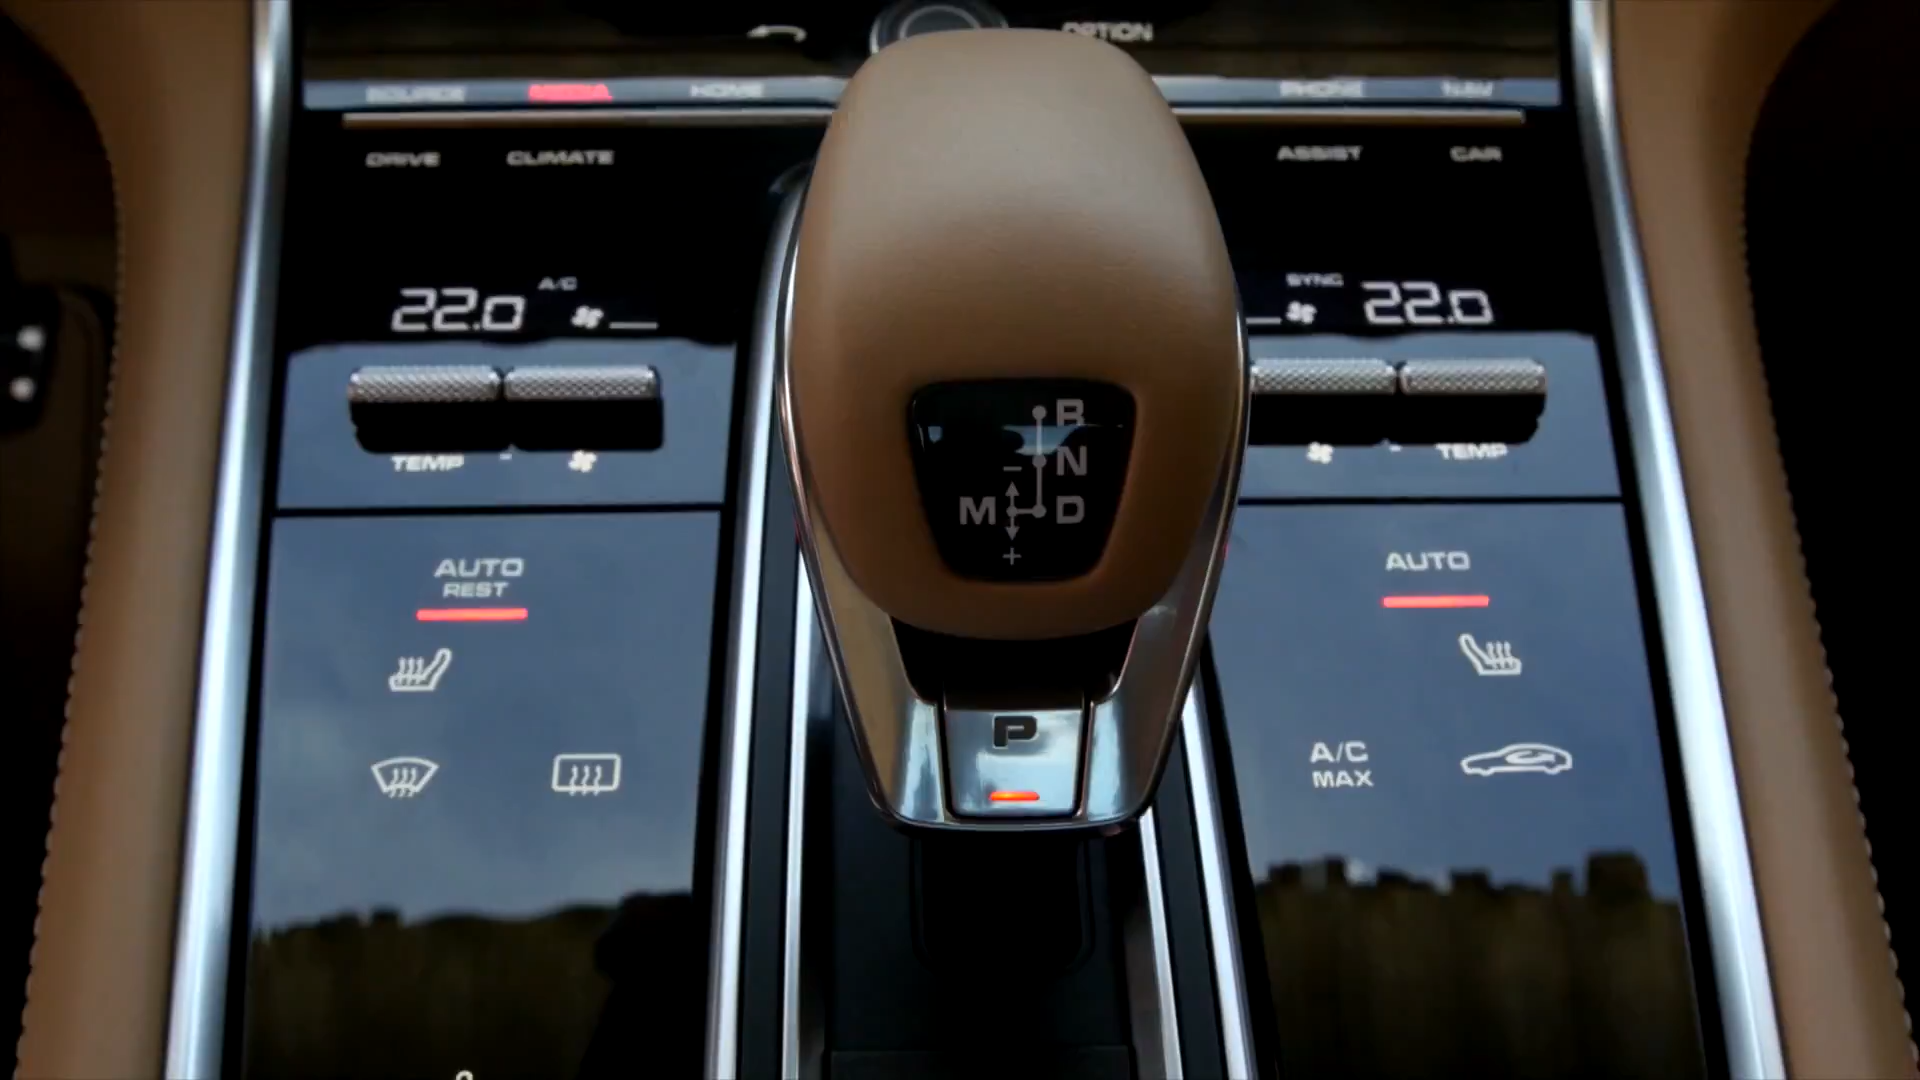 OPTION
SOURCE MEDIA HOME PHONE NAV
DRIVE CLIMATE ASSIST CAR
22.0 A/C SYNC 22.0
TEMP - - TEMP
R
N
−
M D
+
AUTO
REST
AUTO
P
A/C
MAX